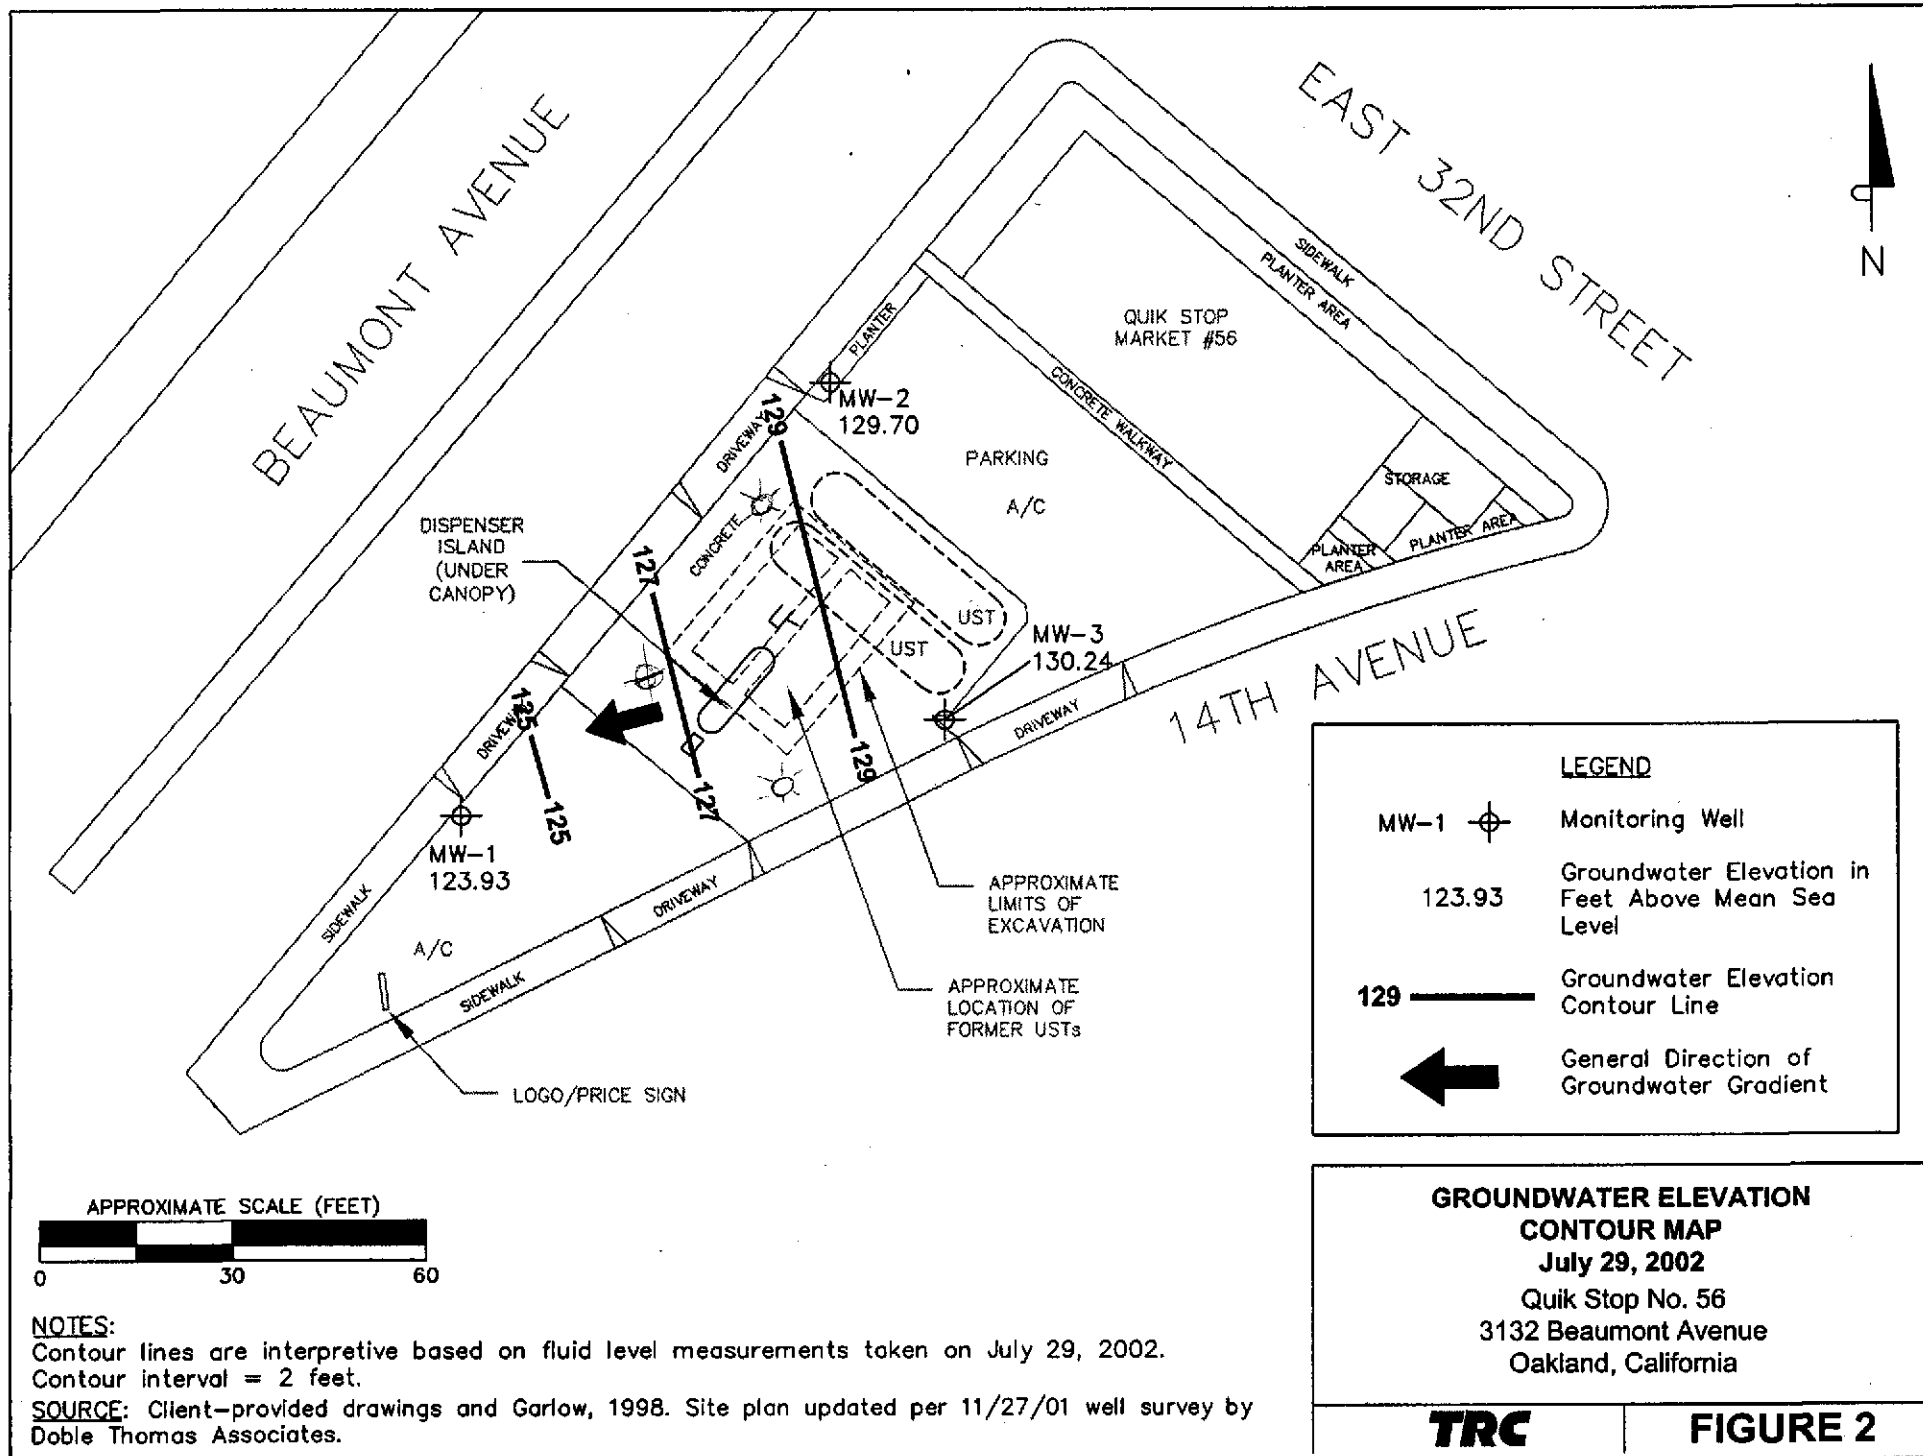 BEAUMONT AVENUE
EAST 32ND STREET
N
SIDEWALK
PLANTER AREA
QUIK STOP
MARKET #56
PLANTER
CONCRETE WALKWAY
MW-2
129.70
129
DRIVEWAY
PARKING
A/C
STORAGE
PLANTER AREA
PLANTER
AREA
DISPENSER
ISLAND
(UNDER
CANOPY)
CONCRETE
127
UST
UST
MW-3
130.24
14TH AVENUE
DRIVEWAY
125
DRIVEWAY
129
127
125
MW-1
123.93
SIDEWALK
A/C
DRIVEWAY
SIDEWALK
APPROXIMATE
LIMITS OF
EXCAVATION
APPROXIMATE
LOCATION OF
FORMER USTs
LOGO/PRICE SIGN
LEGEND
MW-1
Monitoring Well
123.93
Groundwater Elevation in
Feet Above Mean Sea
Level
129
Groundwater Elevation
Contour Line
General Direction of
Groundwater Gradient
APPROXIMATE SCALE (FEET)
0 30 60
NOTES:
Contour lines are interpretive based on fluid level measurements taken on July 29, 2002.
Contour interval = 2 feet.
SOURCE: Client-provided drawings and Garlow, 1998. Site plan updated per 11/27/01 well survey by
Doble Thomas Associates.
GROUNDWATER ELEVATION
CONTOUR MAP
July 29, 2002
Quik Stop No. 56
3132 Beaumont Avenue
Oakland, California
TRC
FIGURE 2